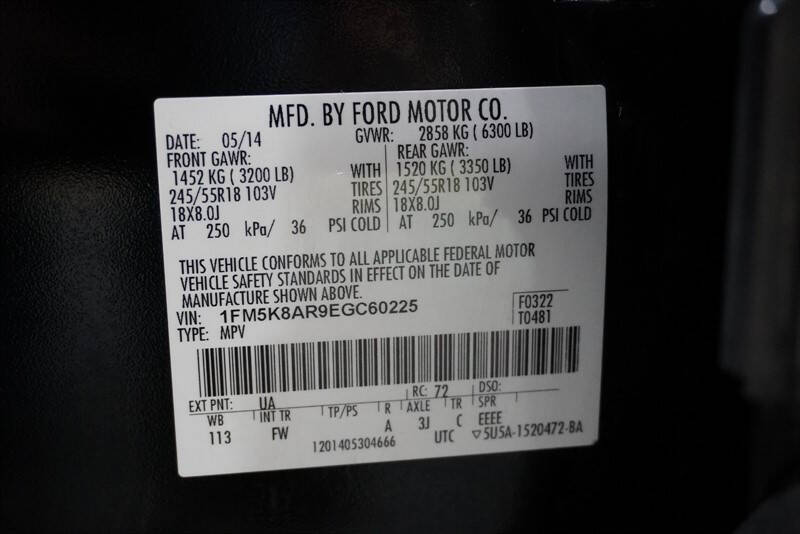 MFD. BY FORD MOTOR CO.
DATE: 05/14 GVWR: 2858 KG ( 6300 LB)
FRONT GAWR: REAR GAWR:
1452 KG ( 3200 LB) WITH 1520 KG ( 3350 LB) WITH
245/55R18 103V TIRES 245/55R18 103V TIRES
18X8.0J RIMS 18X8.0J RIMS
AT 250 kPa/ 36 PSI COLD AT 250 kPa/ 36 PSI COLD
THIS VEHICLE CONFORMS TO ALL APPLICABLE FEDERAL MOTOR
VEHICLE SAFETY STANDARDS IN EFFECT ON THE DATE OF
MANUFACTURE SHOWN ABOVE.
VIN: 1FM5K8AR9EGC60225 F0322
TYPE: MPV T0481
EXT PNT: UA RC: 72 DSO:
WB INT TR TP/PS R AXLE TR SPR
113 FW A 3J C EEEE
1201405304666 UTC ▽5U5A-1520472-BA